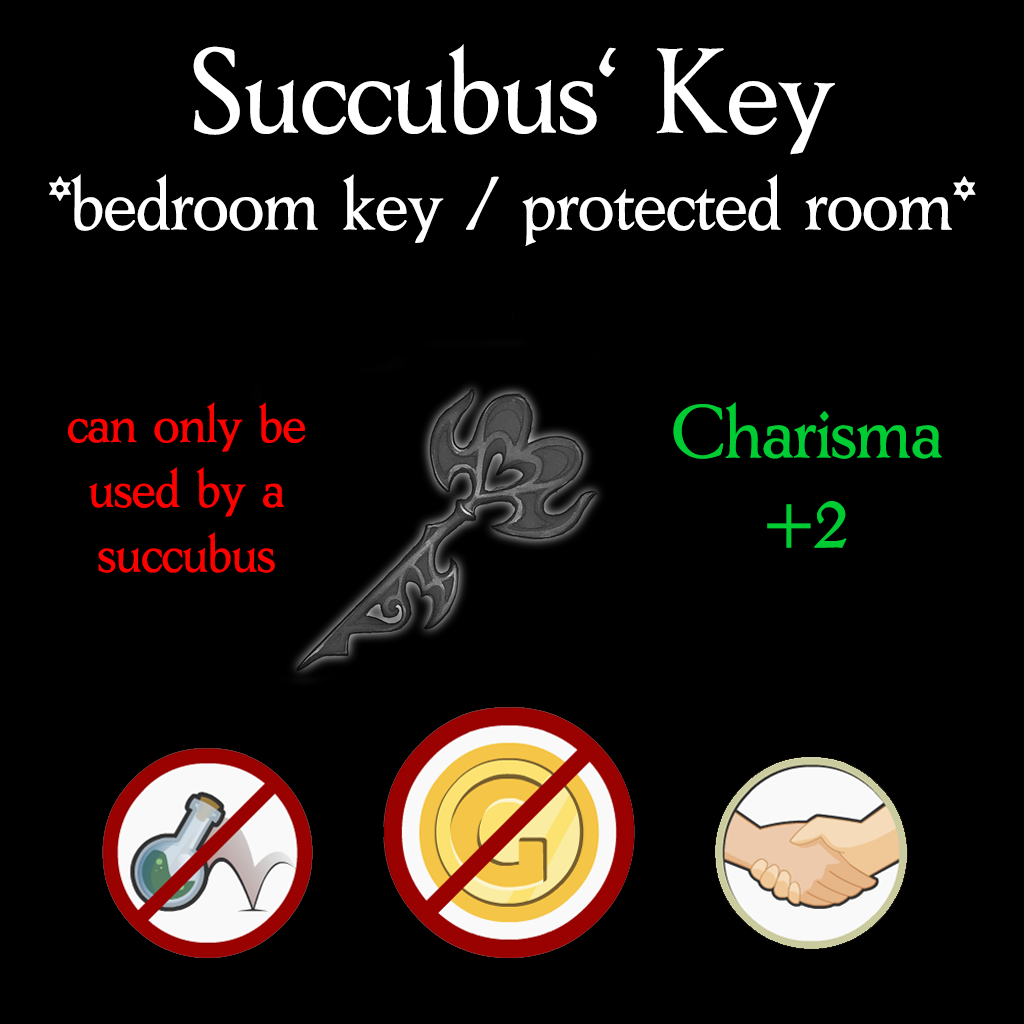 Succubus‘ Key
*bedroom key / protected room*
can only be
used by a
succubus
Charisma
+2
G